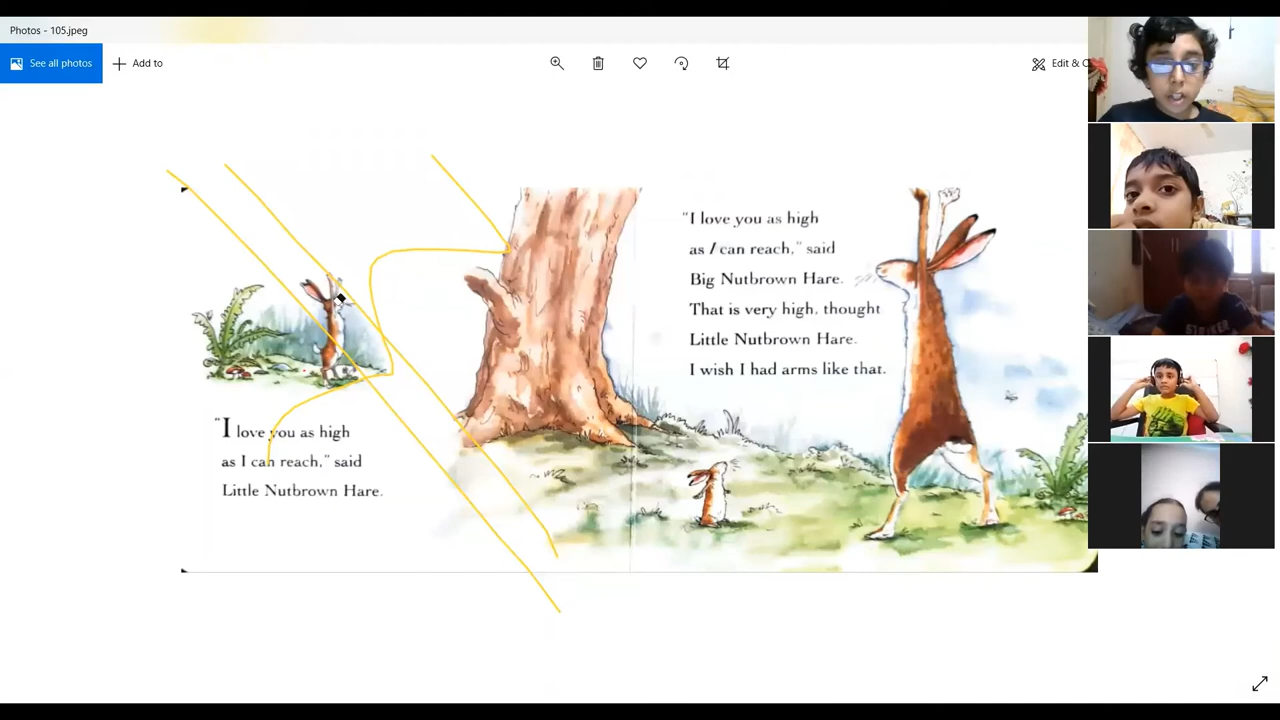 Photos - 105.jpeg
See all photos
Add to
Edit & C
"I love you as high
as I can reach," said
Little Nutbrown Hare.
"I love you as high
as I can reach," said
Big Nutbrown Hare.
That is very high, thought
Little Nutbrown Hare.
I wish I had arms like that.